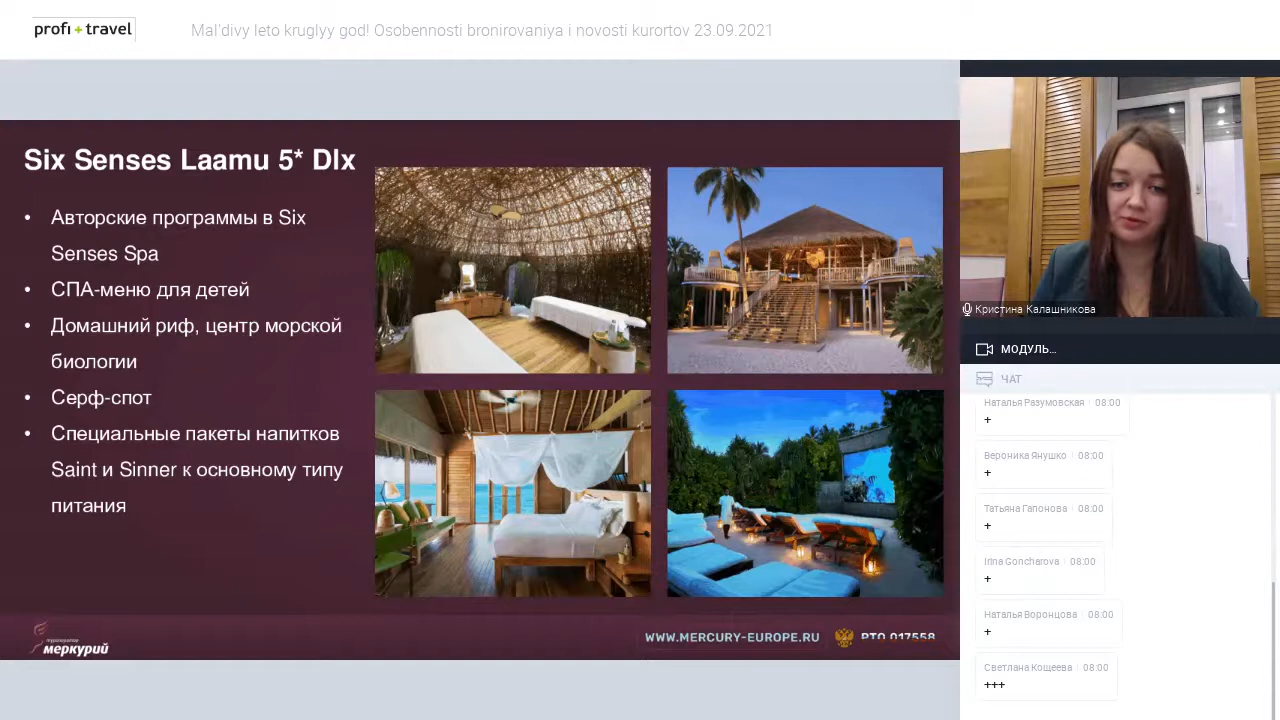 profi + travel
Mal'divy leto kruglyy god! Osobennosti bronirovaniya i novosti kurortov 23.09.2021
Six Senses Laamu 5* Dlx
• Авторские программы в Six
Senses Spa
• СПА-меню для детей
• Домашний риф, центр морской
биологии
• Серф-спот
• Специальные пакеты напитков
Saint и Sinner к основному типу
питания
туроператор
меркурий
WWW.MERCURY-EUROPE.RU
РТО 017558
Кристина Калашникова
МОДУЛЬ...
ЧАТ
Наталья Разумовская 08:00
+
Вероника Янушко 08:00
+
Татьяна Гапонова 08:00
+
Irina Goncharova 08:00
+
Наталья Воронцова 08:00
+
Светлана Кощеева 08:00
+++